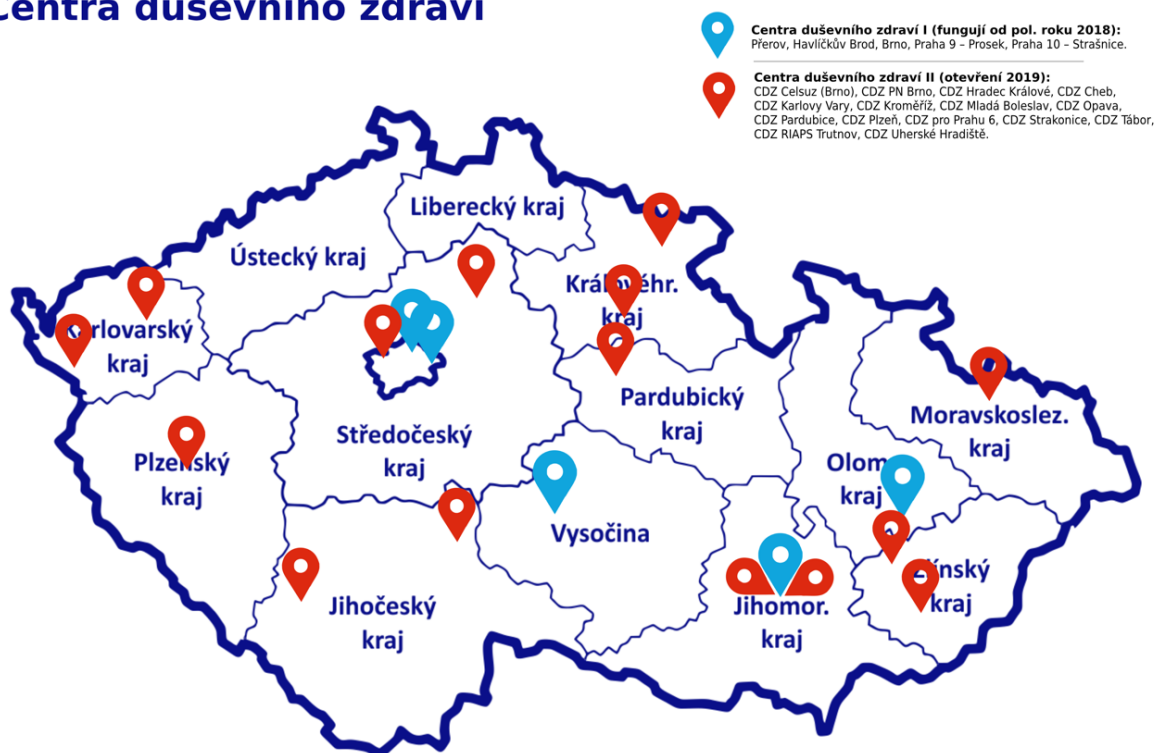 Centra duševního zdraví
Centra duševního zdraví I (fungují od pol. roku 2018):
Přerov, Havlíčkův Brod, Brno, Praha 9 – Prosek, Praha 10 – Strašnice.
Centra duševního zdraví II (otevření 2019):
CDZ Celsuz (Brno), CDZ PN Brno, CDZ Hradec Králové, CDZ Cheb,
CDZ Karlovy Vary, CDZ Kroměříž, CDZ Mladá Boleslav, CDZ Opava,
CDZ Pardubice, CDZ Plzeň, CDZ pro Prahu 6, CDZ Strakonice, CDZ Tábor,
CDZ RIAPS Trutnov, CDZ Uherské Hradiště.
Liberecký kraj
Ústecký kraj
Královéhr.
kraj
Karlovarský
kraj
Pardubický
kraj
Moravskoslez.
kraj
Středočeský
kraj
Plzeňský
kraj
Olom
kraj
Vysočina
Zlínský
kraj
Jihočeský
kraj
Jihomor.
kraj